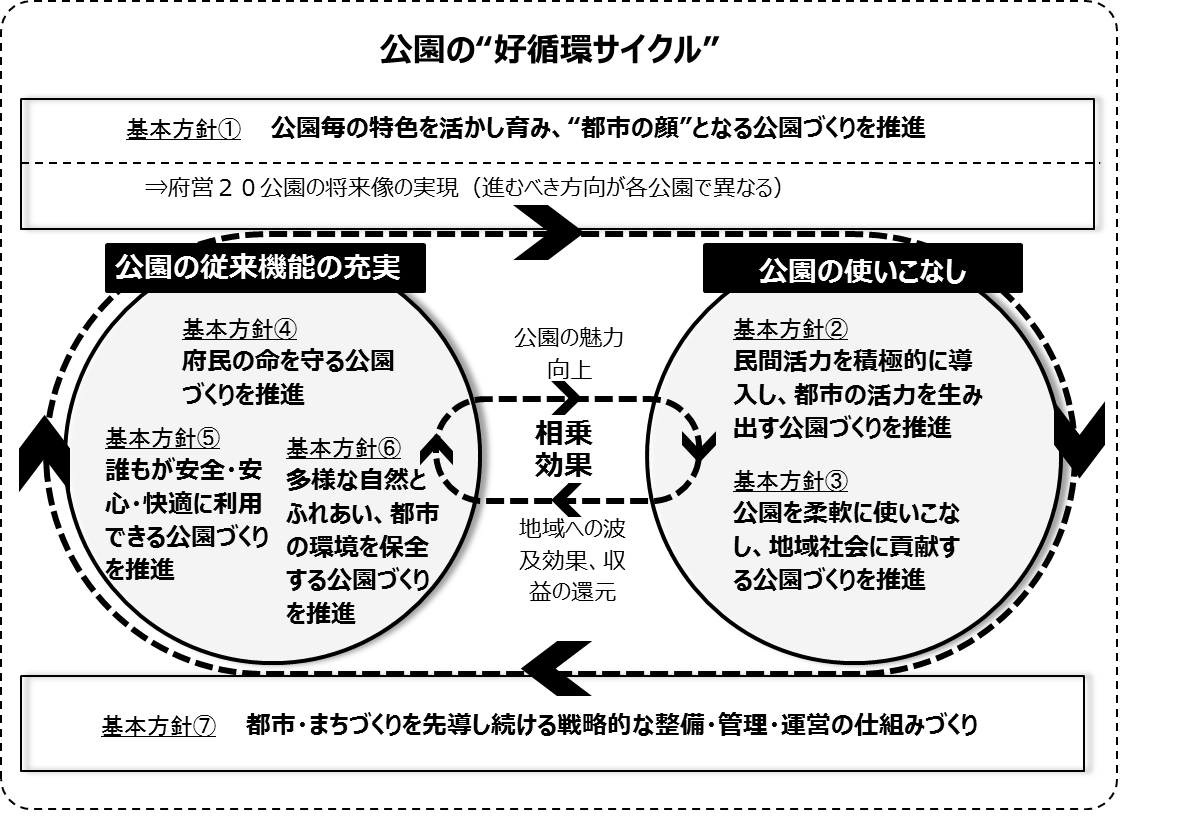 公園の“好循環サイクル”
基本方針① 公園毎の特色を活かし育み、“都市の顔”となる公園づくりを推進
⇒府営２０公園の将来像の実現（進むべき方向が各公園で異なる）
公園の従来機能の充実
基本方針④
府民の命を守る公園
づくりを推進
基本方針⑤
誰もが安全・安
心・快適に利用
できる公園づくり
を推進
基本方針⑥
多様な自然と
ふれあい、都市
の環境を保全
する公園づくり
を推進
公園の魅力
向上
相乗
効果
地域への波
及効果、収
益の還元
公園の使いこなし
基本方針②
民間活力を積極的に導
入し、都市の活力を生み
出す公園づくりを推進
基本方針③
公園を柔軟に使いこな
し、地域社会に貢献す
る公園づくりを推進
基本方針⑦ 都市・まちづくりを先導し続ける戦略的な整備・管理・運営の仕組みづくり